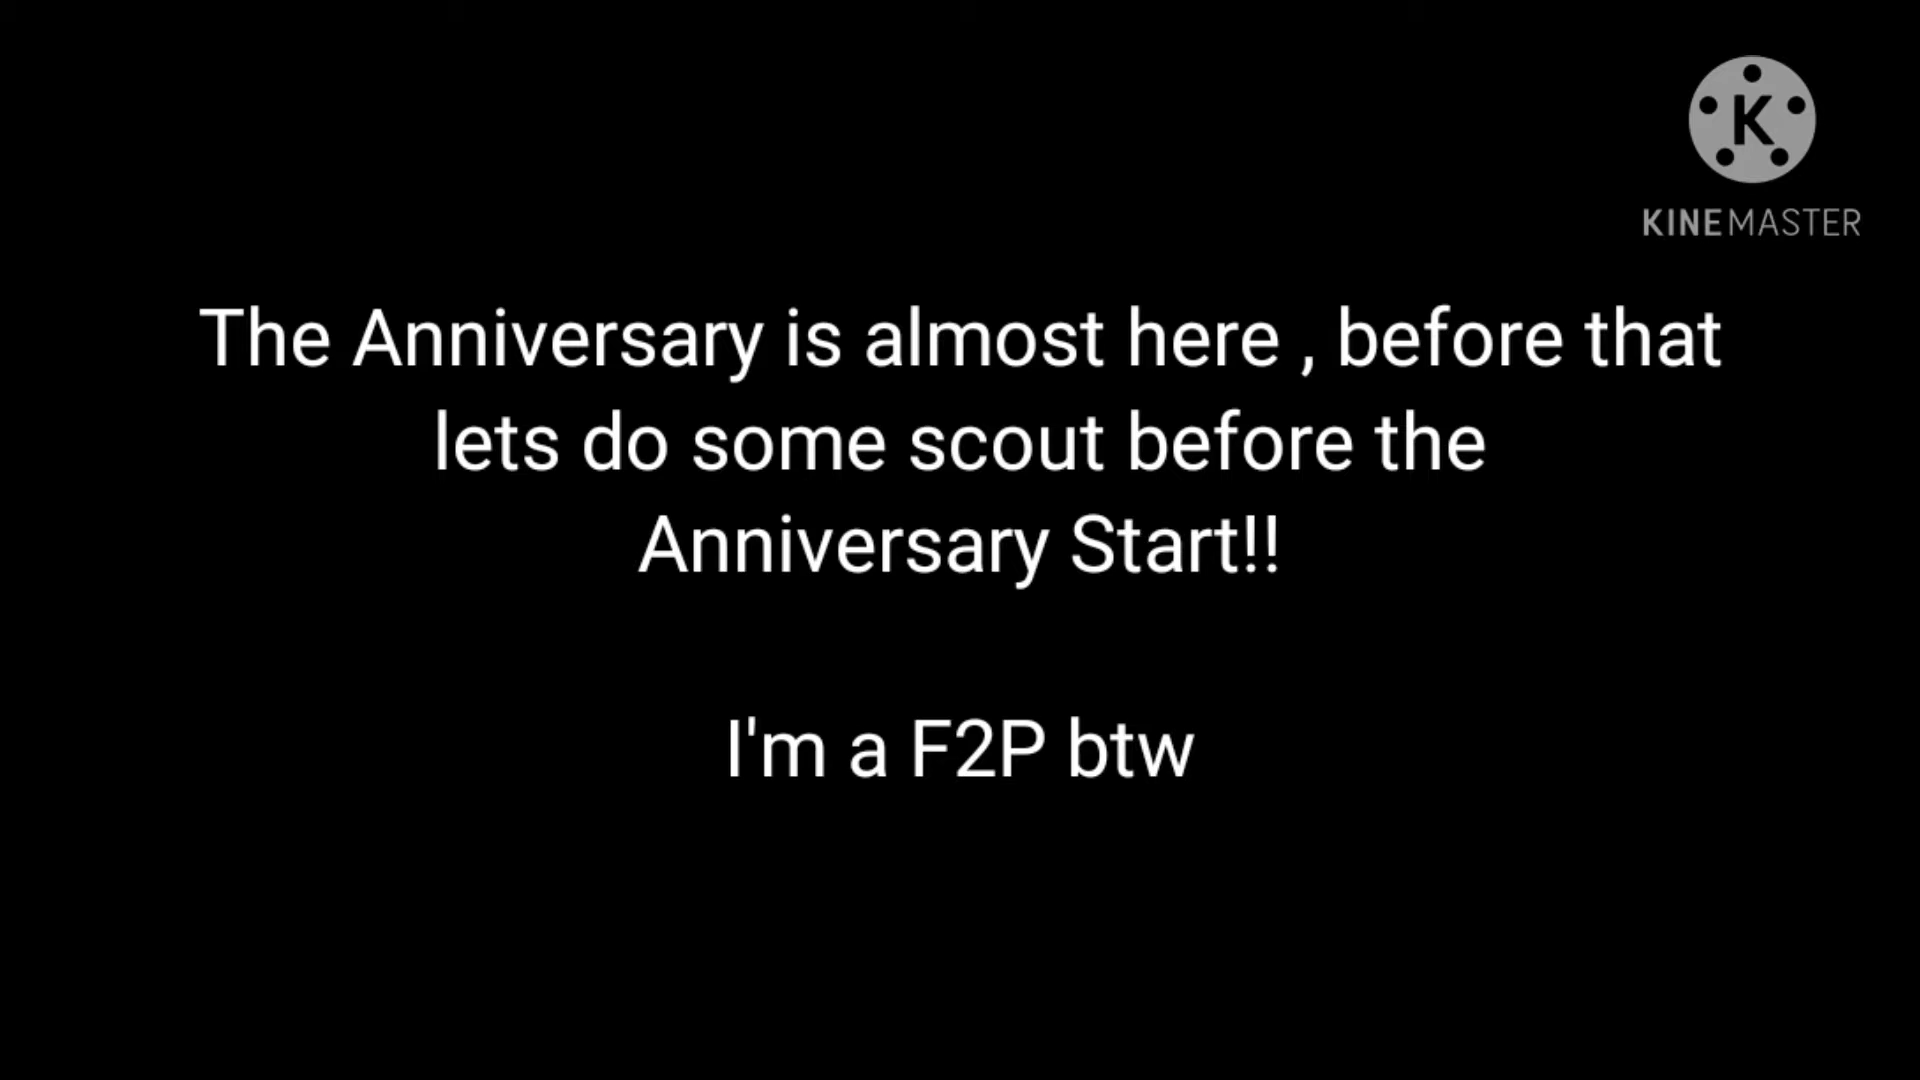 K
KINEMASTER
The Anniversary is almost here , before that
lets do some scout before the
Anniversary Start!!
I'm a F2P btw